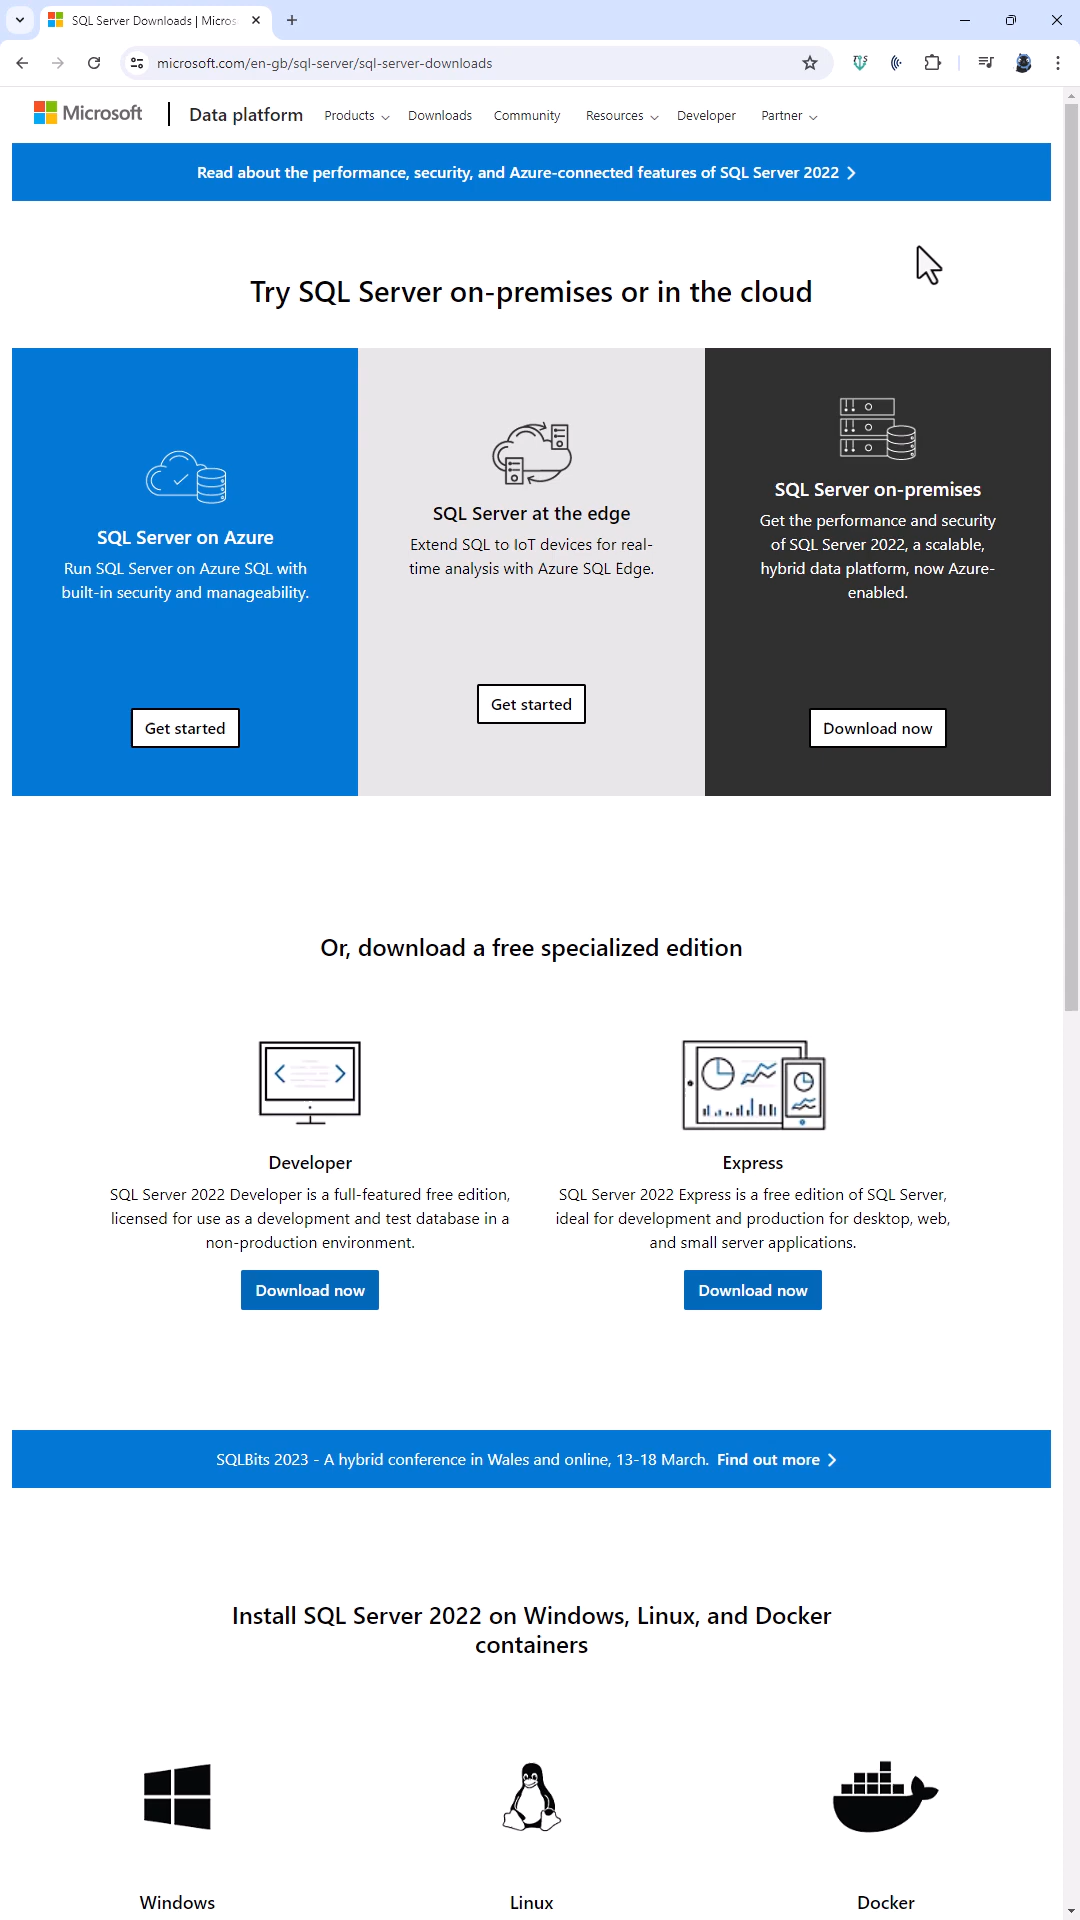 SQL Server Downloads | Micros
microsoft.com/en-gb/sql-server/sql-server-downloads
Microsoft
Data platform
Products
Downloads
Community
Resources
Developer
Partner
Read about the performance, security, and Azure-connected features of SQL Server 2022
Try SQL Server on-premises or in the cloud
SQL Server on Azure
Run SQL Server on Azure SQL with
built-in security and manageability.
Get started
SQL Server at the edge
Extend SQL to IoT devices for real-
time analysis with Azure SQL Edge.
Get started
SQL Server on-premises
Get the performance and security
of SQL Server 2022, a scalable,
hybrid data platform, now Azure-
enabled.
Download now
Or, download a free specialized edition
Developer
SQL Server 2022 Developer is a full-featured free edition,
licensed for use as a development and test database in a
non-production environment.
Download now
Express
SQL Server 2022 Express is a free edition of SQL Server,
ideal for development and production for desktop, web,
and small server applications.
Download now
SQLBits 2023 - A hybrid conference in Wales and online, 13-18 March. Find out more
Install SQL Server 2022 on Windows, Linux, and Docker
containers
Windows
Linux
Docker